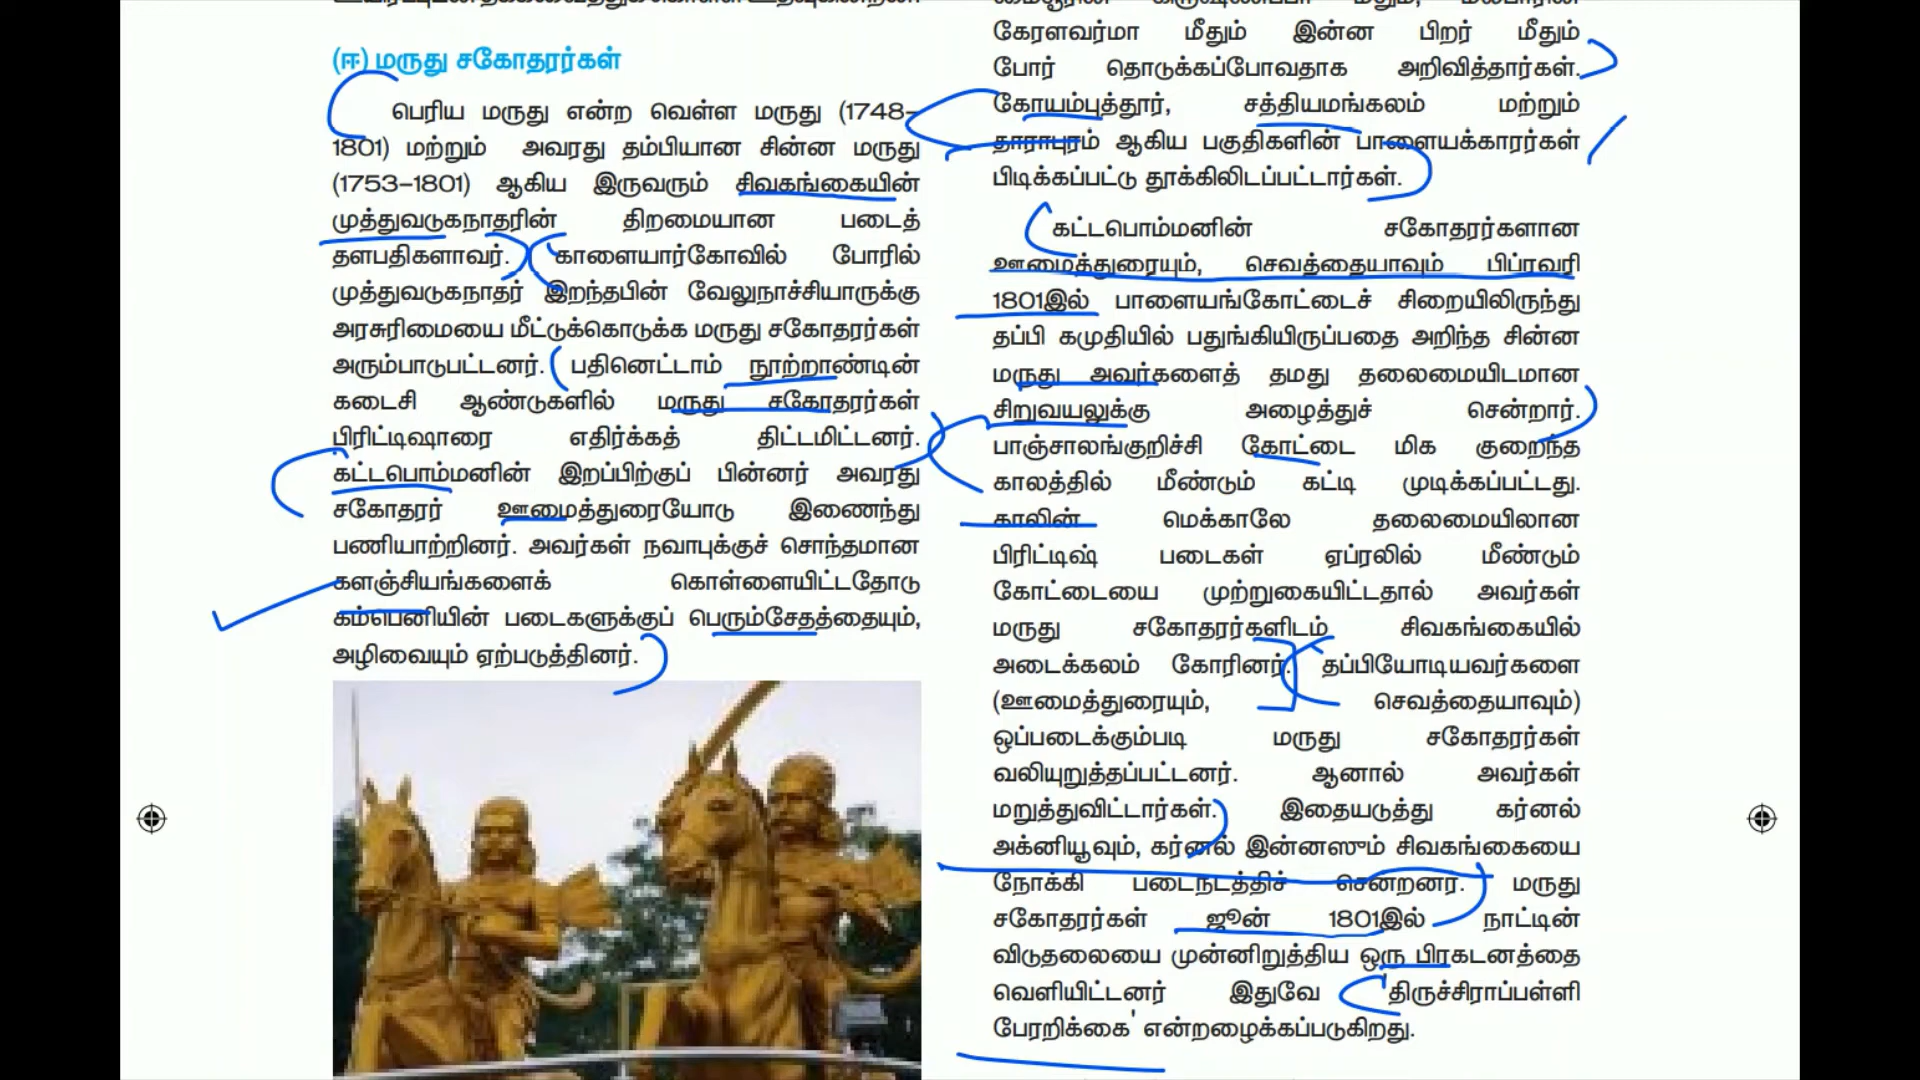 (ஈ) மருது சகோதரர்கள்
பெரிய மருது என்ற வெள்ள மருது (1748–
1801) மற்றும் அவரது தம்பியான சின்ன மருது
(1753–1801) ஆகிய இருவரும் சிவகங்கையின்
முத்துவடுகநாதரின் திறமையான படைத்
தளபதிகளாவர். காளையார்கோவில் போரில்
முத்துவடுகநாதர் இறந்தபின் வேலுநாச்சியாருக்கு
அரசுரிமையை மீட்டுக்கொடுக்க மருது சகோதரர்கள்
அரும்பாடுபட்டனர். பதினெட்டாம் நூற்றாண்டின்
கடைசி ஆண்டுகளில் மருது சகோதரர்கள்
பிரிட்டிஷாரை எதிர்க்கத் திட்டமிட்டனர்.
கட்டபொம்மனின் இறப்பிற்குப் பின்னர் அவரது
சகோதரர் ஊமைத்துரையோடு இணைந்து
பணியாற்றினர். அவர்கள் நவாபுக்குச் சொந்தமான
களஞ்சியங்களைக் கொள்ளையிட்டதோடு
கம்பெனியின் படைகளுக்குப் பெரும்சேதத்தையும்,
அழிவையும் ஏற்படுத்தினர்.
கேரளவர்மா மீதும் இன்ன பிறர் மீதும்
போர் தொடுக்கப்போவதாக அறிவித்தார்கள்.
கோயம்புத்தூர், சத்தியமங்கலம் மற்றும்
தாராபுரம் ஆகிய பகுதிகளின் பாளையக்காரர்கள்
பிடிக்கப்பட்டு தூக்கிலிடப்பட்டார்கள்.
கட்டபொம்மனின் சகோதரர்களான
ஊமைத்துரையும், செவத்தையாவும் பிப்ரவரி
1801இல் பாளையங்கோட்டைச் சிறையிலிருந்து
தப்பி கமுதியில் பதுங்கியிருப்பதை அறிந்த சின்ன
மருது அவர்களைத் தமது தலைமையிடமான
சிறுவயலுக்கு அழைத்துச் சென்றார்.
பாஞ்சாலங்குறிச்சி கோட்டை மிக குறைந்த
காலத்தில் மீண்டும் கட்டி முடிக்கப்பட்டது.
காலின் மெக்காலே தலைமையிலான
பிரிட்டிஷ் படைகள் ஏப்ரலில் மீண்டும்
கோட்டையை முற்றுகையிட்டதால் அவர்கள்
மருது சகோதரர்களிடம் சிவகங்கையில்
அடைக்கலம் கோரினர். தப்பியோடியவர்களை
(ஊமைத்துரையும், செவத்தையாவும்)
ஒப்படைக்கும்படி மருது சகோதரர்கள்
வலியுறுத்தப்பட்டனர். ஆனால் அவர்கள்
மறுத்துவிட்டார்கள். இதையடுத்து கர்னல்
அக்னியூவும், கர்னல் இன்னஸும் சிவகங்கையை
நோக்கி படைநடத்திச் சென்றனர். மருது
சகோதரர்கள் ஜூன் 1801இல் நாட்டின்
விடுதலையை முன்னிறுத்திய ஒரு பிரகடனத்தை
வெளியிட்டனர் இதுவே 'திருச்சிராப்பள்ளி
பேரறிக்கை' என்றழைக்கப்படுகிறது.